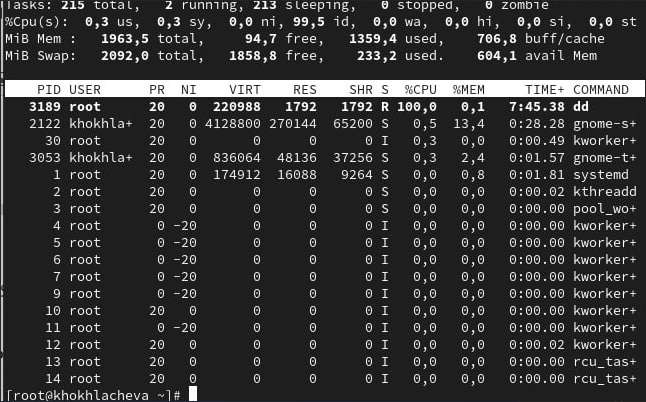 Tasks: 215 total,   2 running, 213 sleeping,   0 stopped,   0 zombie
%Cpu(s):  0,3 us,  0,3 sy,  0,0 ni, 99,5 id,  0,0 wa,  0,0 hi,  0,0 si,  0,0 st
MiB Mem :   1963,5 total,     94,7 free,   1359,4 used,    706,8 buff/cache
MiB Swap:   2092,0 total,   1858,8 free,    233,2 used.    604,1 avail Mem
PID USER      PR  NI    VIRT    RES    SHR S  %CPU  %MEM     TIME+ COMMAND
3189 root      20   0  220988   1792   1792 R 100,0   0,1   7:45.38 dd
2122 khokhla+  20   0 4128800 270144  65200 S   0,5  13,4   0:28.28 gnome-s+
30 root      20   0       0      0      0 I   0,3   0,0   0:00.49 kworker+
3053 khokhla+  20   0  836064  48136  37256 S   0,3   2,4   0:01.57 gnome-t+
1 root      20   0  174912  16088   9264 S   0,0   0,8   0:01.81 systemd
2 root      20   0       0      0      0 S   0,0   0,0   0:00.02 kthreadd
3 root      20   0       0      0      0 S   0,0   0,0   0:00.00 pool_wo+
4 root       0 -20       0      0      0 I   0,0   0,0   0:00.00 kworker+
5 root       0 -20       0      0      0 I   0,0   0,0   0:00.00 kworker+
6 root       0 -20       0      0      0 I   0,0   0,0   0:00.00 kworker+
7 root       0 -20       0      0      0 I   0,0   0,0   0:00.00 kworker+
9 root       0 -20       0      0      0 I   0,0   0,0   0:00.00 kworker+
10 root      20   0       0      0      0 I   0,0   0,0   0:00.00 kworker+
11 root       0 -20       0      0      0 I   0,0   0,0   0:00.00 kworker+
12 root      20   0       0      0      0 I   0,0   0,0   0:00.02 kworker+
13 root      20   0       0      0      0 I   0,0   0,0   0:00.00 rcu_tas+
14 root      20   0       0      0      0 I   0,0   0,0   0:00.00 rcu_tas+
[root@khokhlacheva ~]#